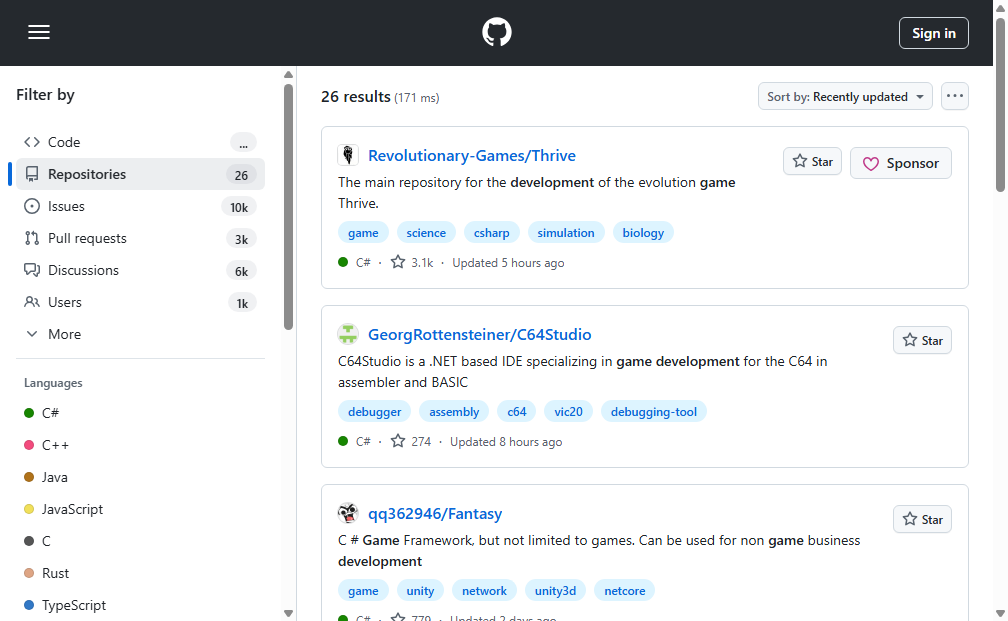 Sign in
Filter by
Code ...
Repositories 26
Issues 10k
Pull requests 3k
Discussions 6k
Users 1k
More
Languages
C#
C++
Java
JavaScript
C
Rust
TypeScript
26 results (171 ms)
Sort by: Recently updated
Revolutionary-Games/Thrive
Star
Sponsor
The main repository for the development of the evolution game
Thrive.
game science csharp simulation biology
C# · 3.1k · Updated 5 hours ago
GeorgRottensteiner/C64Studio
Star
C64Studio is a .NET based IDE specializing in game development for the C64 in
assembler and BASIC
debugger assembly c64 vic20 debugging-tool
C# · 274 · Updated 8 hours ago
qq362946/Fantasy
Star
C # Game Framework, but not limited to games. Can be used for non game business
development
game unity network unity3d netcore
C# · 779 · Updated 2 days ago